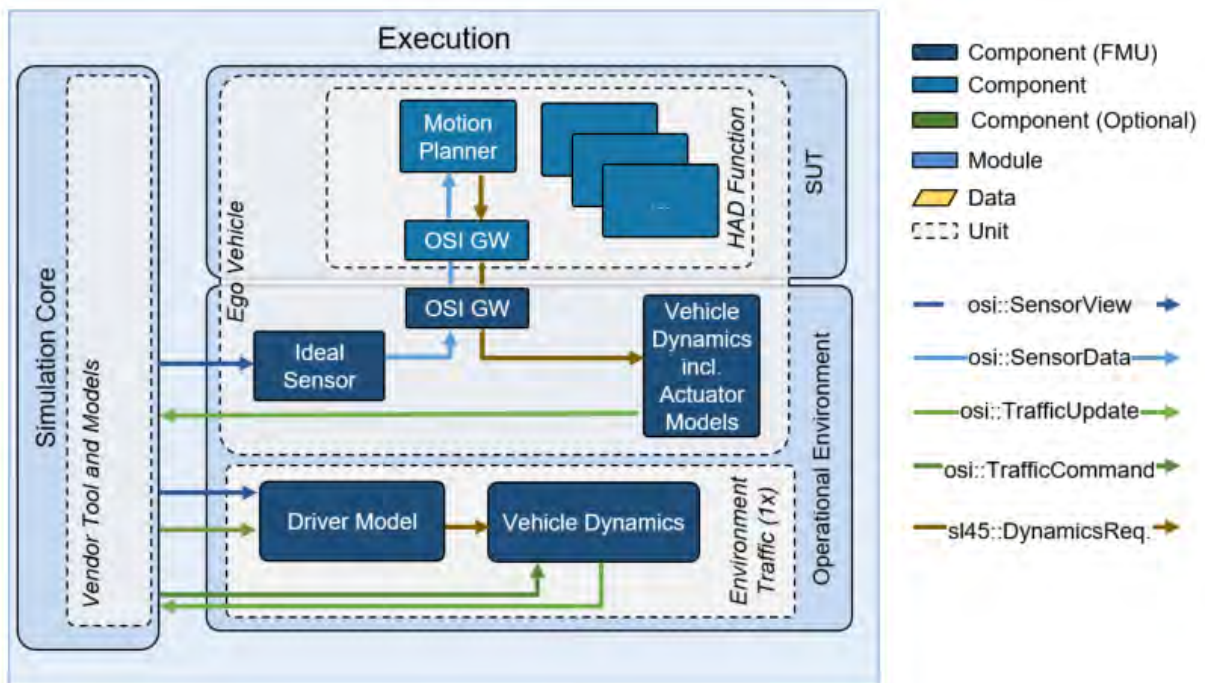 Execution
Simulation Core
Vendor Tool and Models
Ego Vehicle
Motion
Planner
OSI GW
....
HAD Function
SUT
OSI GW
Ideal
Sensor
Vehicle
Dynamics
incl.
Actuator
Models
Operational Environment
Driver Model
Vehicle Dynamics
Environment
Traffic (1x)
Component (FMU)
Component
Component (Optional)
Module
Data
Unit
osi::SensorView
osi::SensorData
osi::TrafficUpdate
osi::TrafficCommand
sl45::DynamicsReq.